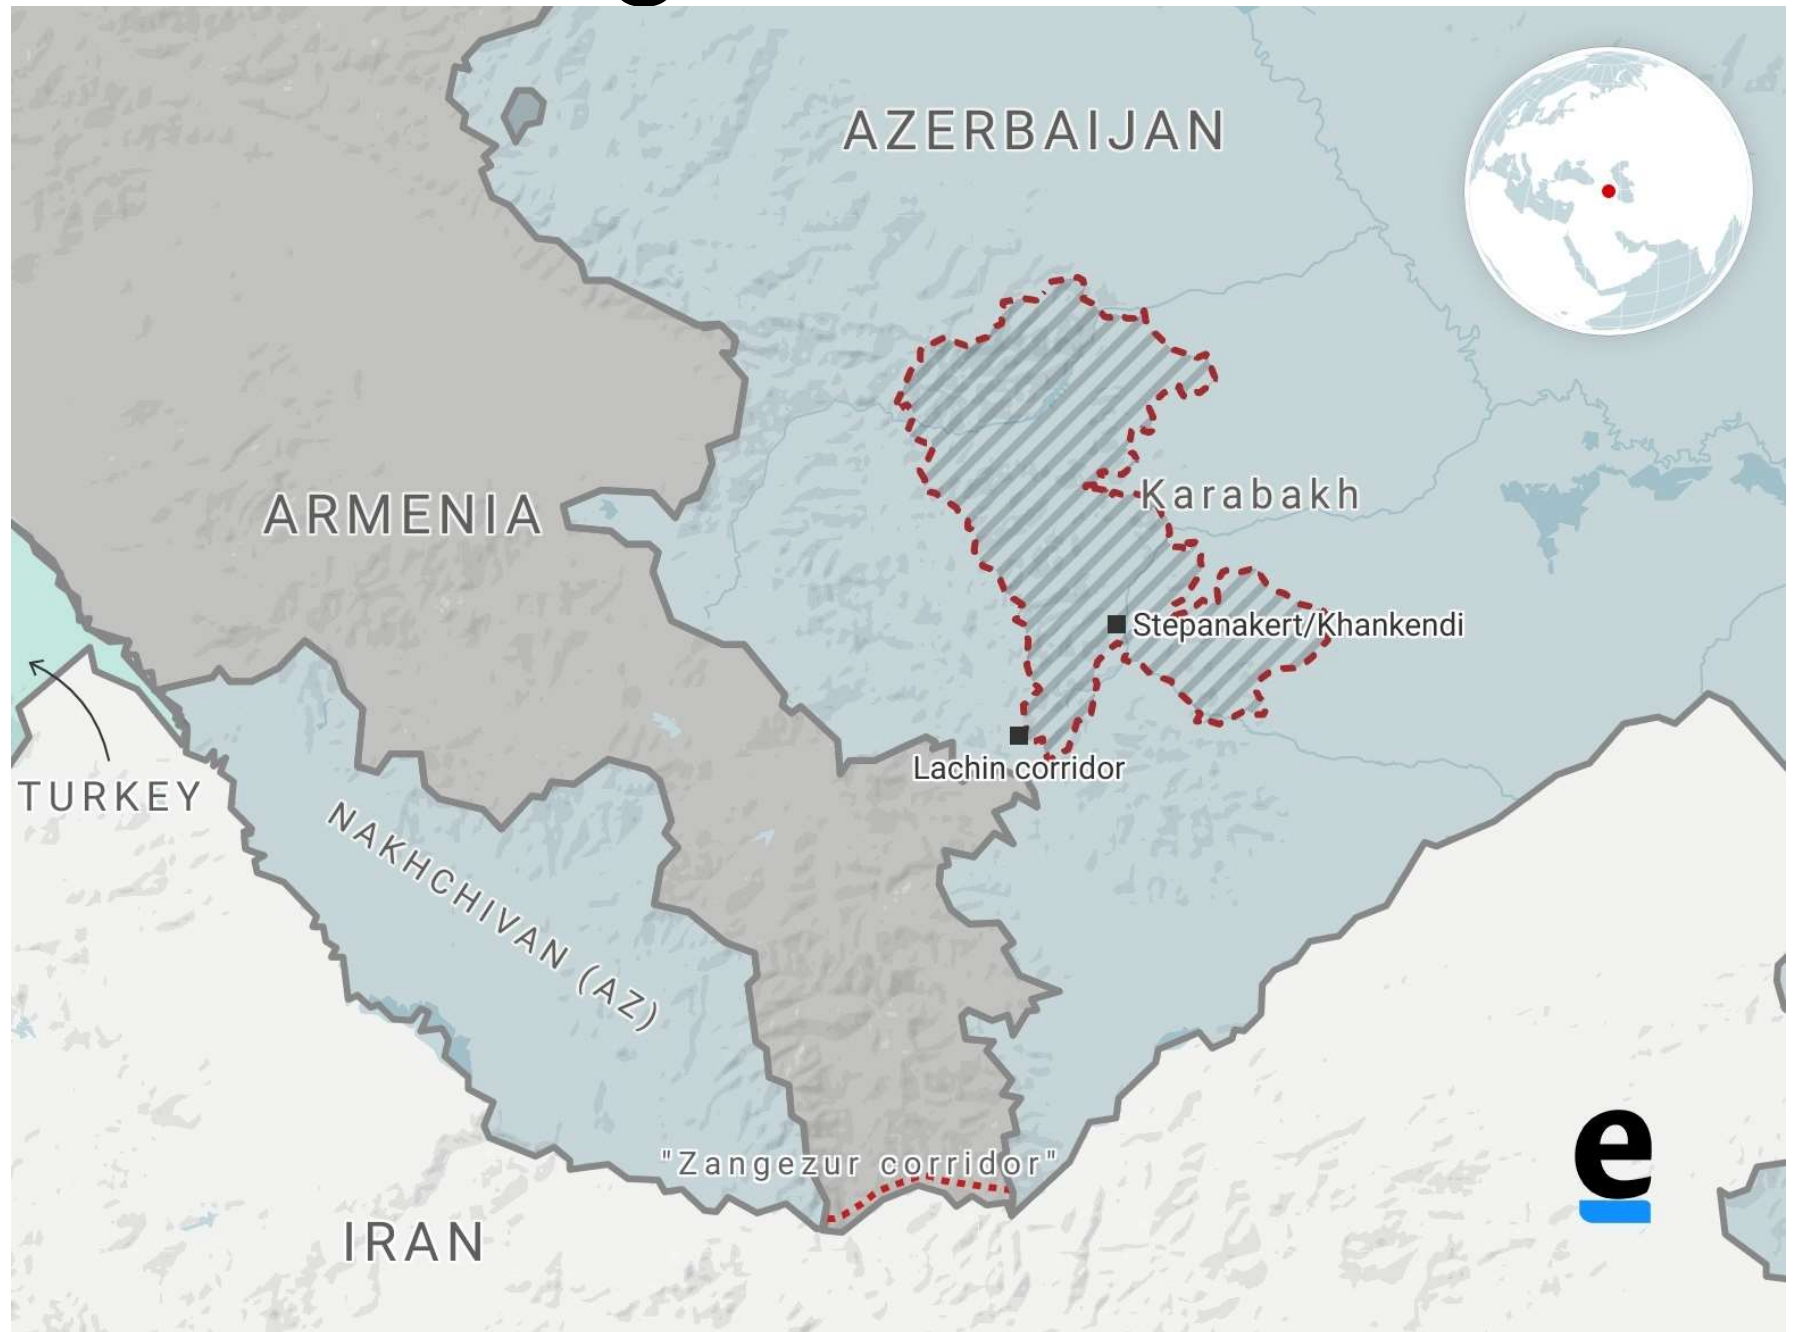 AZERBAIJAN
Karabakh
ARMENIA
Stepanakert/Khankendi
Lachin corridor
TURKEY
NAKHCHIVAN (AZ)
"Zangezur corridor"
IRAN
e